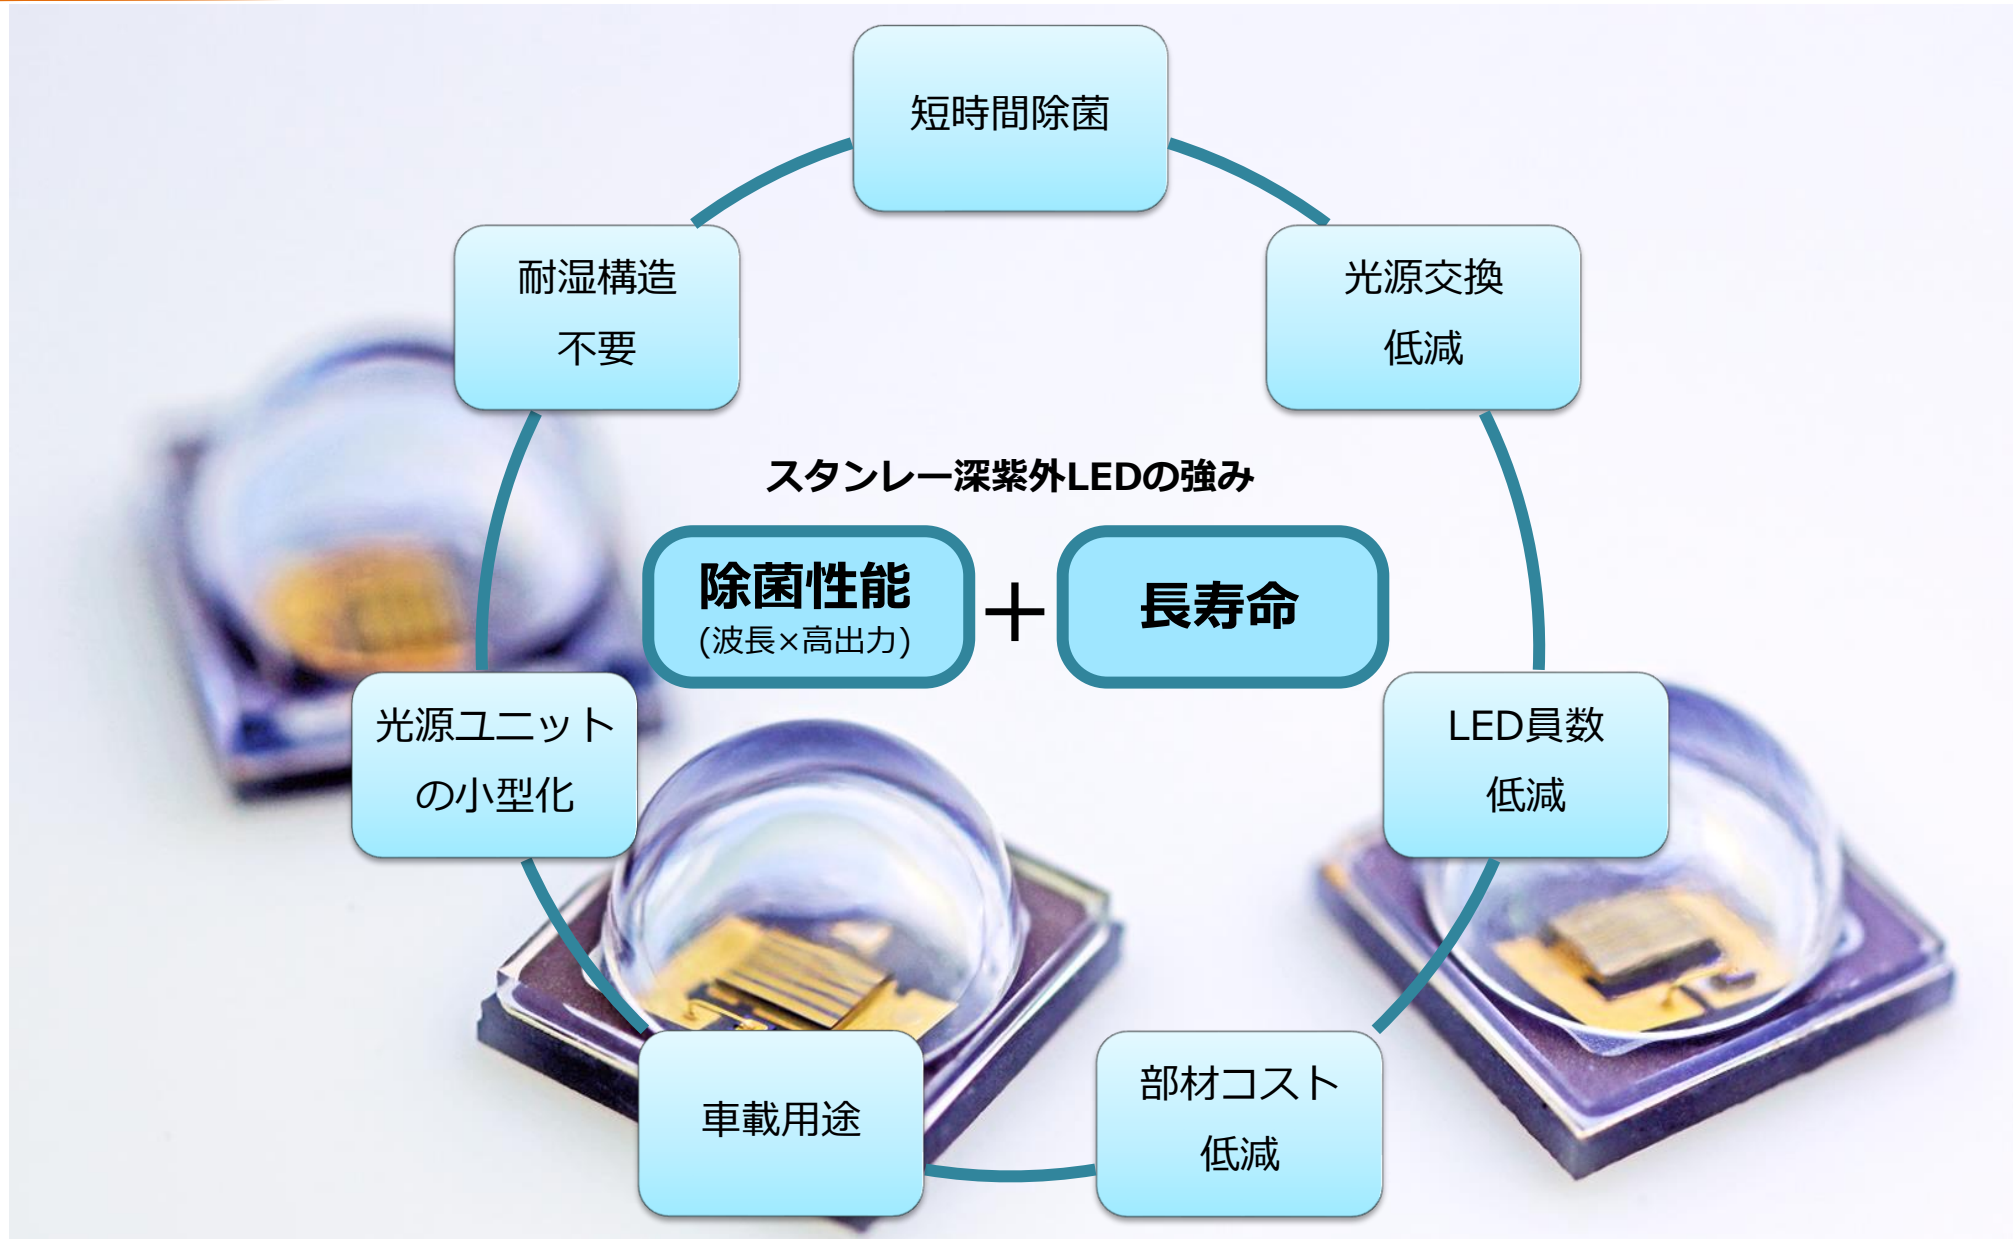 短時間除菌
耐湿構造
不要
光源交換
低減
スタンレー深紫外LEDの強み
除菌性能
(波長×高出力)
＋
長寿命
光源ユニット
の小型化
LED員数
低減
車載用途
部材コスト
低減